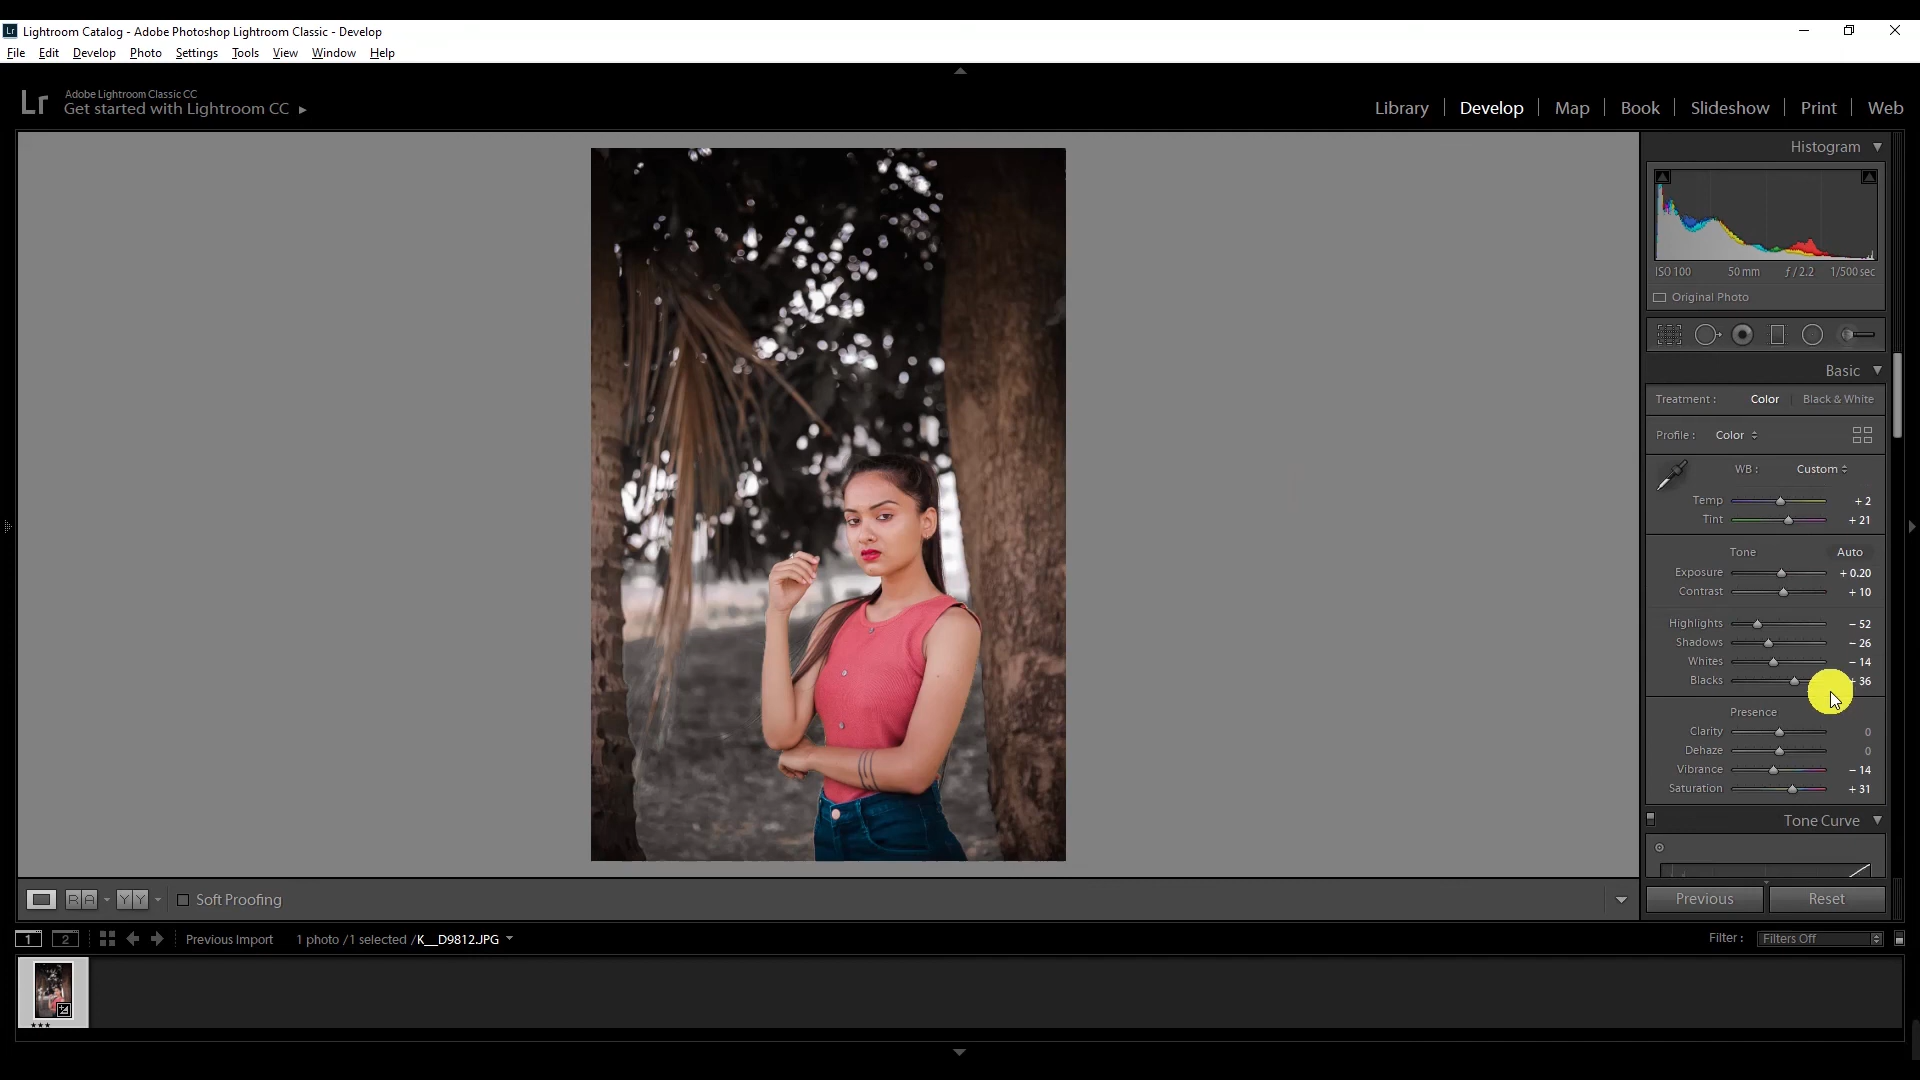 Lr Lightroom Catalog - Adobe Photoshop Lightroom Classic - Develop
File Edit Develop Photo Settings Tools View Window Help
Lr Adobe Lightroom Classic CC
Get started with Lightroom CC
Library Develop Map Book Slideshow Print Web
Histogram
ISO 100 50 mm ƒ / 2.2 1/500 sec
Original Photo
Basic
Treatment : Color Black & White
Profile : Color
WB : Custom
Temp + 2
Tint + 21
Tone Auto
Exposure + 0.20
Contrast + 10
Highlights − 52
Shadows − 26
Whites − 14
Blacks 36
Presence
Clarity 0
Dehaze 0
Vibrance − 14
Saturation + 31
Tone Curve
R A Y Y Soft Proofing
Previous Reset
1 2 Previous Import 1 photo / 1 selected / K__D9812.JPG
Filter : Filters Off